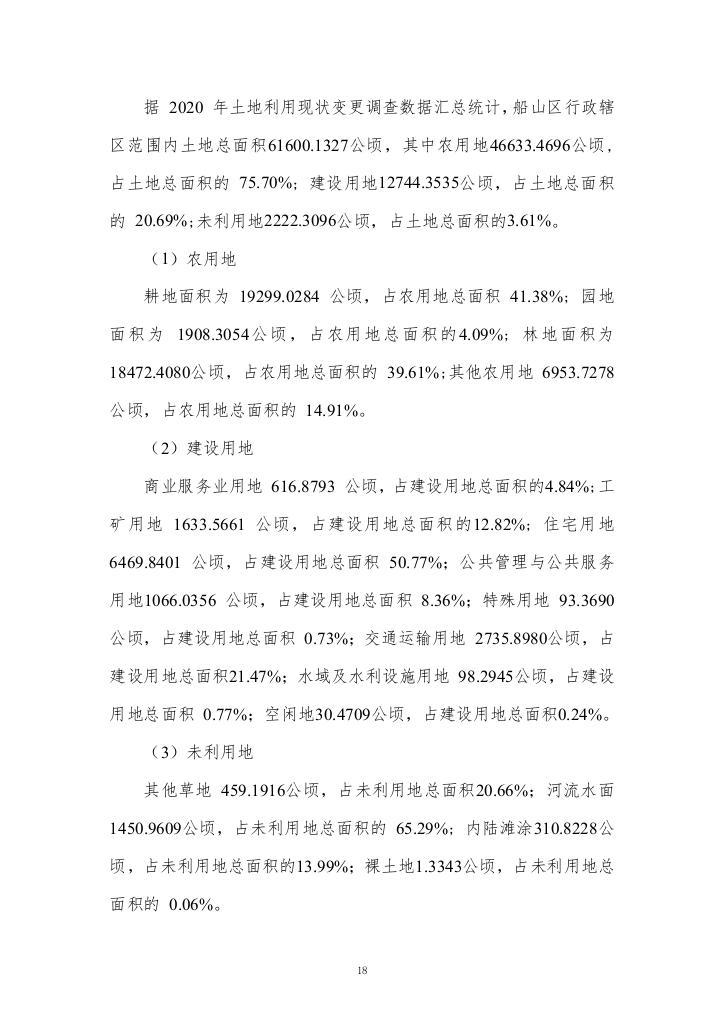 据 2020 年土地利用现状变更调查数据汇总统计，船山区行政辖
区范围内土地总面积61600.1327公顷，其中农用地46633.4696公顷，
占土地总面积的 75.70%；建设用地12744.3535公顷，占土地总面积
的 20.69%；未利用地2222.3096公顷，占土地总面积的3.61%。
（1）农用地
耕地面积为 19299.0284 公顷，占农用地总面积 41.38%；园地
面积为 1908.3054公顷，占农用地总面积的4.09%；林地面积为
18472.4080公顷，占农用地总面积的 39.61%；其他农用地 6953.7278
公顷，占农用地总面积的 14.91%。
（2）建设用地
商业服务业用地 616.8793 公顷，占建设用地总面积的4.84%；工
矿用地 1633.5661 公顷，占建设用地总面积的12.82%；住宅用地
6469.8401 公顷，占建设用地总面积 50.77%；公共管理与公共服务
用地1066.0356 公顷，占建设用地总面积 8.36%；特殊用地 93.3690
公顷，占建设用地总面积 0.73%；交通运输用地 2735.8980公顷，占
建设用地总面积21.47%；水域及水利设施用地 98.2945公顷，占建设
用地总面积 0.77%；空闲地30.4709公顷，占建设用地总面积0.24%。
（3）未利用地
其他草地 459.1916公顷，占未利用地总面积20.66%；河流水面
1450.9609公顷，占未利用地总面积的 65.29%；内陆滩涂310.8228公
顷，占未利用地总面积的13.99%；裸土地1.3343公顷，占未利用地总
面积的 0.06%。
18